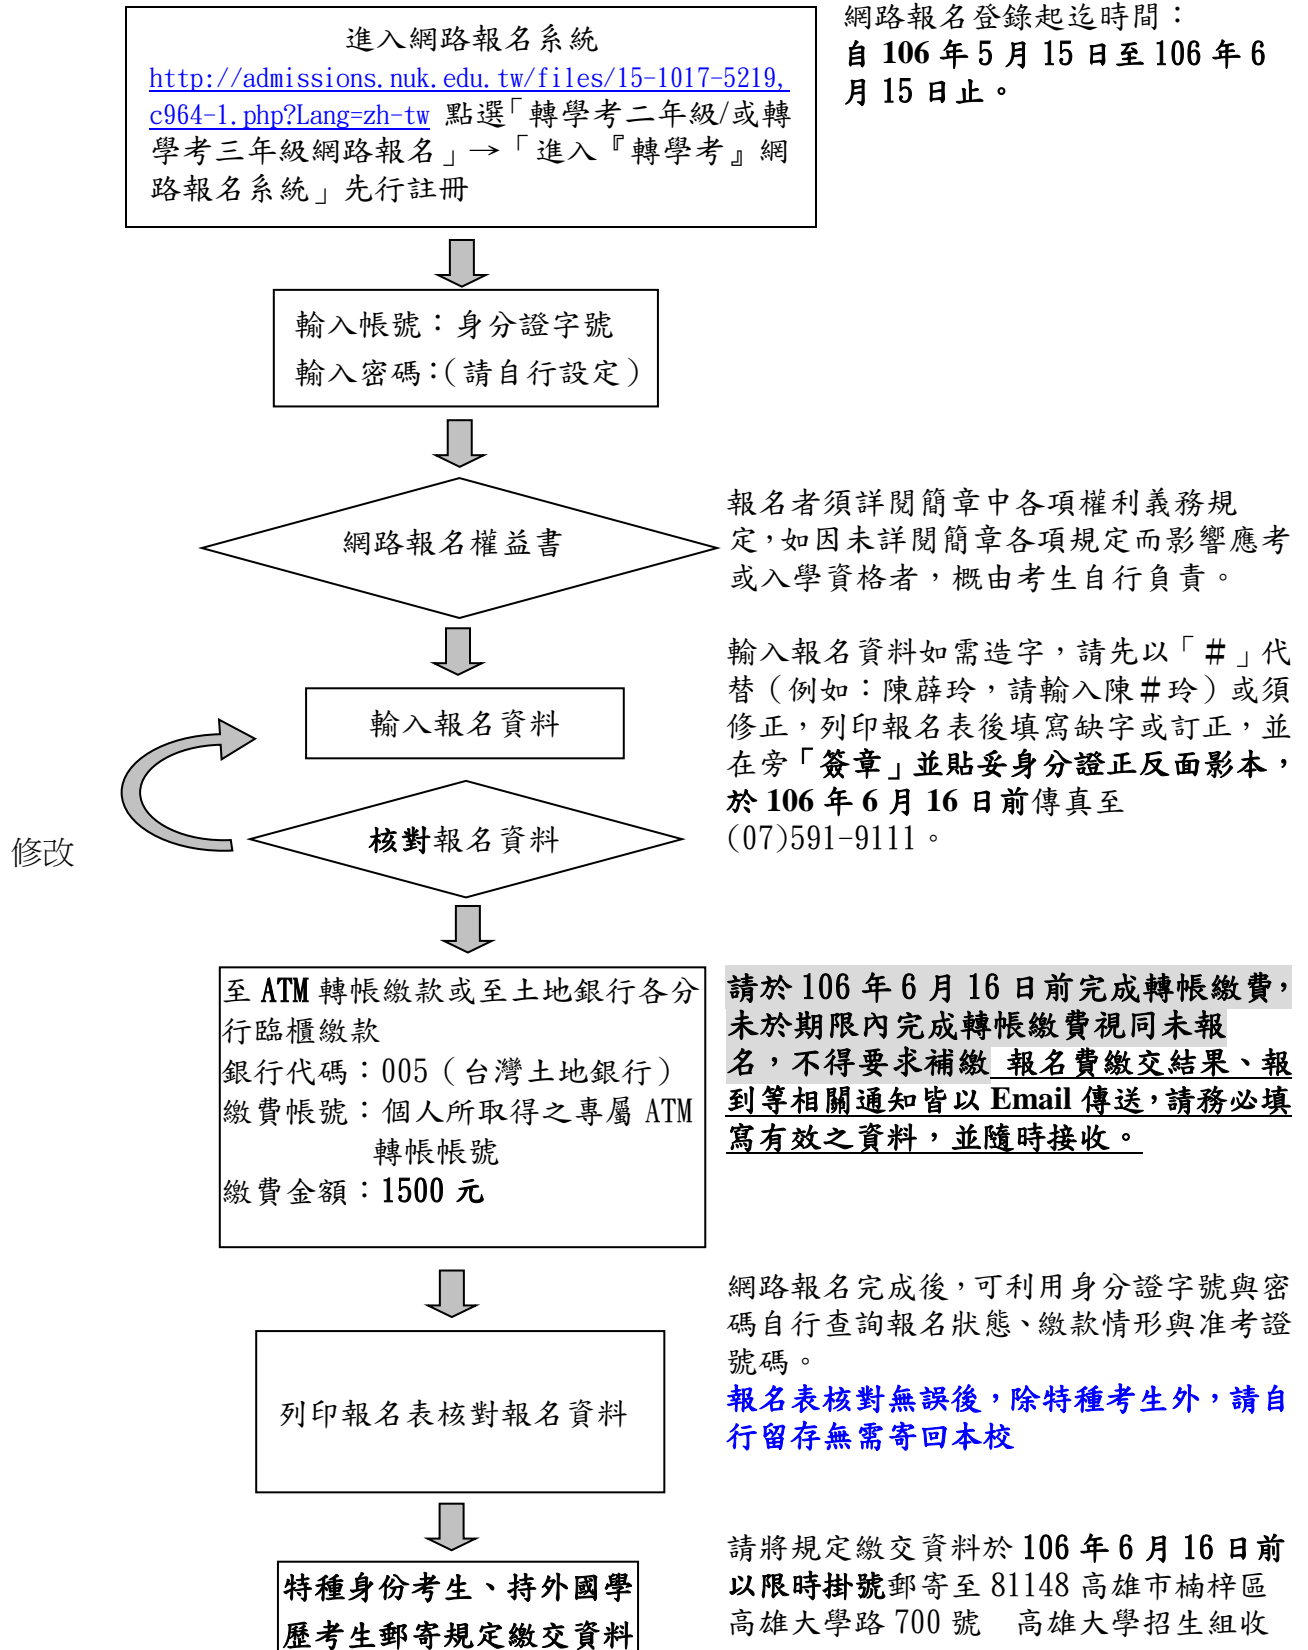 進入網路報名系統
http://admissions.nuk.edu.tw/files/15-1017-5219,
c964-1.php?Lang=zh-tw 點選「轉學考二年級/或轉
學考三年級網路報名」→「進入『轉學考』網
路報名系統」先行註冊
網路報名登錄起迄時間：
自 106 年 5 月 15 日至 106 年 6
月 15 日止。
輸入帳號：身分證字號
輸入密碼：(請自行設定)
網路報名權益書
報名者須詳閱簡章中各項權利義務規
定，如因未詳閱簡章各項規定而影響應考
或入學資格者，概由考生自行負責。
輸入報名資料
輸入報名資料如需造字，請先以「＃」代
替（例如：陳薜玲，請輸入陳＃玲）或須
修正，列印報名表後填寫缺字或訂正，並
在旁「簽章」並貼妥身分證正反面影本，
於 106 年 6 月 16 日前傳真至
(07)591-9111。
修改
核對報名資料
至 ATM 轉帳繳款或至土地銀行各分
行臨櫃繳款
銀行代碼：005（台灣土地銀行）
繳費帳號：個人所取得之專屬 ATM
轉帳帳號
繳費金額：1500 元
請於 106 年 6 月 16 日前完成轉帳繳費，
未於期限內完成轉帳繳費視同未報
名，不得要求補繳 報名費繳交結果、報
到等相關通知皆以 Email 傳送，請務必填
寫有效之資料，並隨時接收。
列印報名表核對報名資料
網路報名完成後，可利用身分證字號與密
碼自行查詢報名狀態、繳款情形與准考證
號碼。
報名表核對無誤後，除特種考生外，請自
行留存無需寄回本校
特種身份考生、持外國學
歷考生郵寄規定繳交資料
請將規定繳交資料於 106 年 6 月 16 日前
以限時掛號郵寄至 81148 高雄市楠梓區
高雄大學路 700 號　高雄大學招生組收